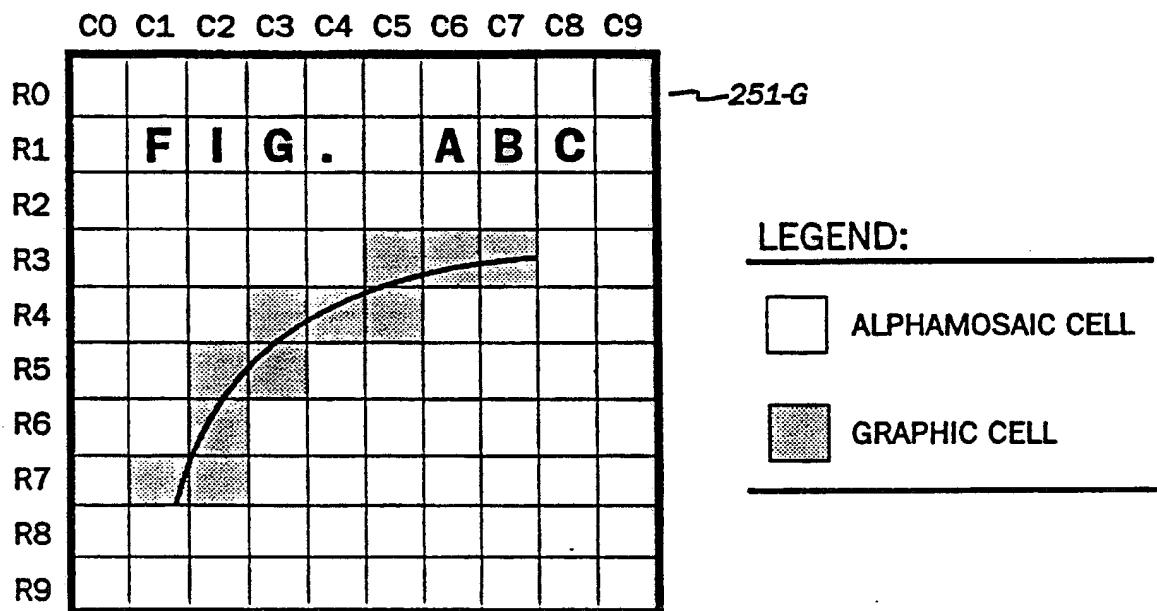 C0 C1 C2 C3 C4 C5 C6 C7 C8 C9
R0
251-G
R1 F I G . A B C
R2
R3
LEGEND:
R4
ALPHAMOSAIC CELL
R5
R6
GRAPHIC CELL
R7
R8
R9